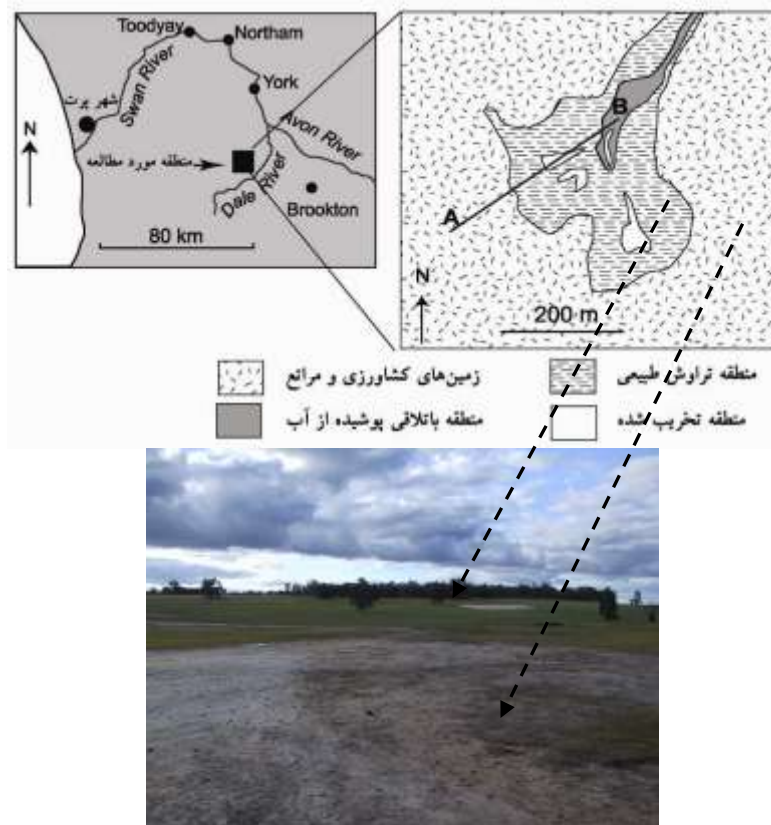 Toodyay
Northam
York
Swan River
شهر پرت
Avon River
منطقه مورد مطالعه
Dale River
Brookton
N
80 km
A
B
N
200 m
زمین‌های کشاورزی و مراتع
منطقه تراوش طبیعی
منطقه باتلاقی پوشیده از آب
منطقه تخریب شده